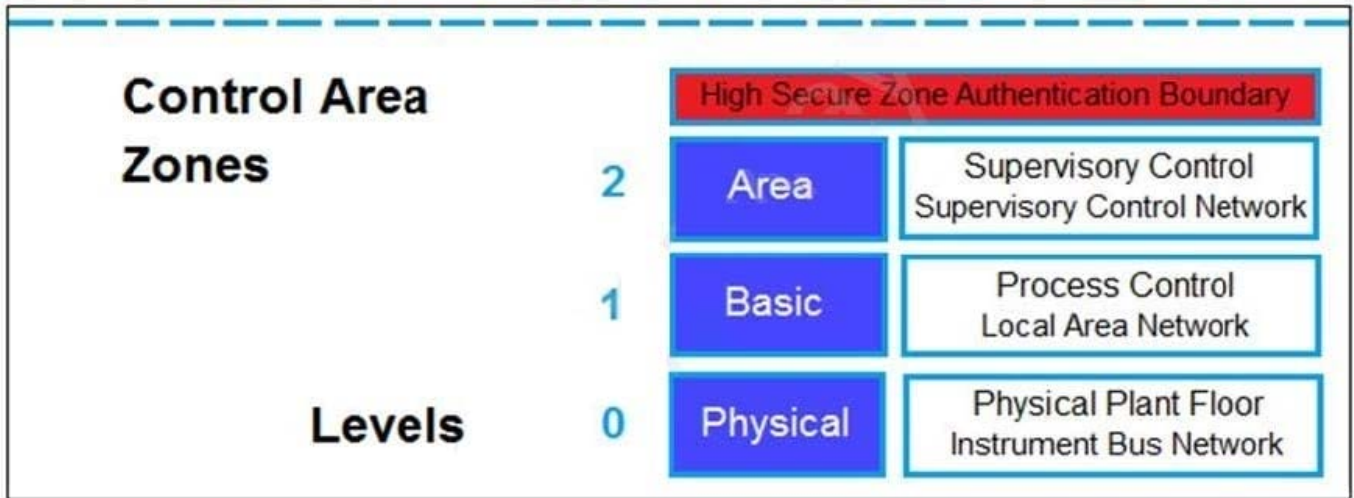 Control Area
Zones
High Secure Zone Authentication Boundary
2
Area
Supervisory Control
Supervisory Control Network
1
Basic
Process Control
Local Area Network
Levels
0
Physical
Physical Plant Floor
Instrument Bus Network